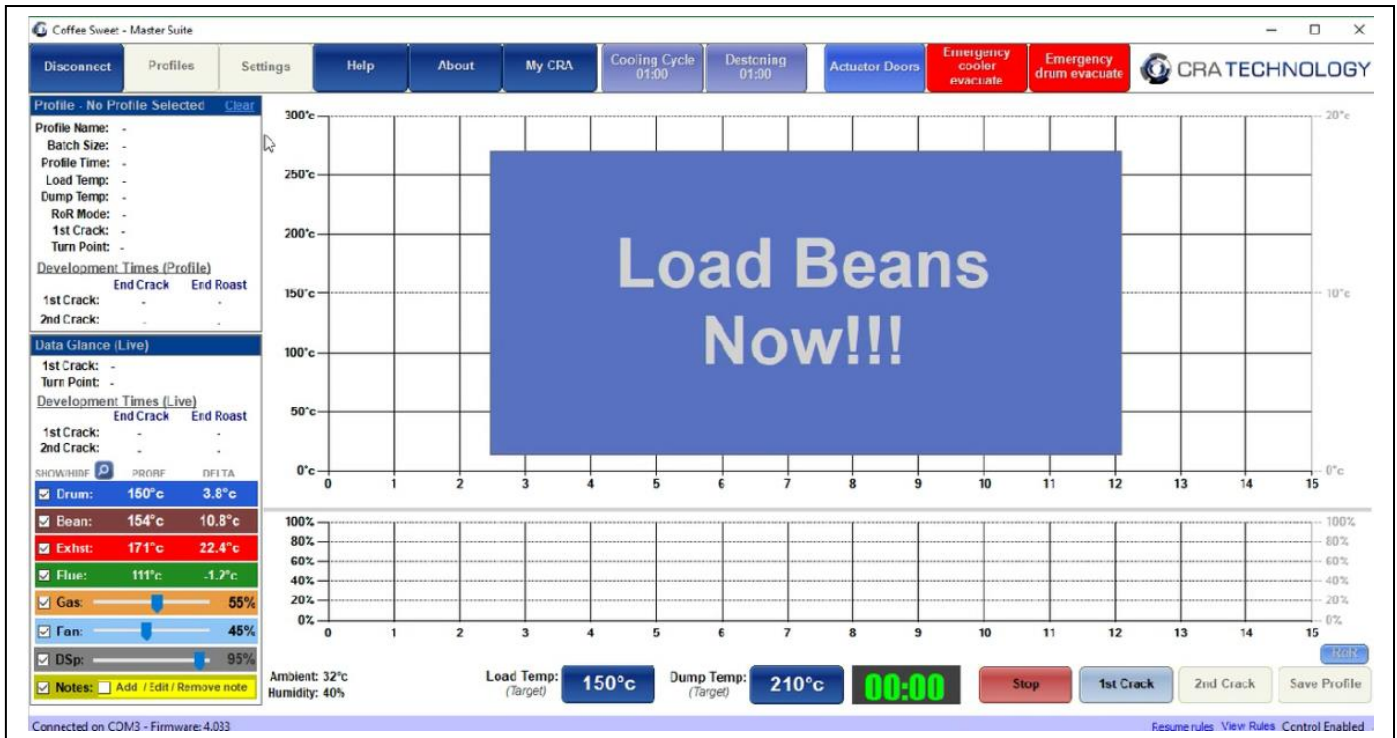 Coffee Sweet - Master Suite
Disconnect Profiles Settings Help About My CRA Cooling Cycle 01:00 Destoning 01:00 Actuator Doors Emergency cooler evacuate Emergency drum evacuate CRA TECHNOLOGY
Profile - No Profile Selected Clear
Profile Name: -
Batch Size: -
Profile Time: -
Load Temp: -
Dump Temp: -
RoR Mode: -
1st Crack: -
Turn Point: -
Development Times (Profile)
End Crack End Roast
1st Crack: - -
2nd Crack: - -
Data Glance (Live)
1st Crack: -
Turn Point: -
Development Times (Live)
End Crack End Roast
1st Crack: - -
2nd Crack: - -
SHOW/HIDE PROBE DELTA
Drum: 150°c 3.8°c
Bean: 154°c 10.8°c
Exhst: 171°c 22.4°c
Flue: 111°c -1.2°c
Gas: 55%
Fan: 45%
DSp: 95%
Notes: Add / Edit / Remove note
300°c 20°c
250°c
200°c
150°c 10°c
100°c
50°c
0°c 0°c
0 1 2 3 4 5 6 7 8 9 10 11 12 13 14 15
Load Beans
Now!!!
100% 100%
80% 80%
60% 60%
40% 40%
20% 20%
0% 0%
0 1 2 3 4 5 6 7 8 9 10 11 12 13 14 15
RoR
Ambient: 32°c
Humidity: 40%
Load Temp: (Target) 150°c Dump Temp: (Target) 210°c 00:00 Stop 1st Crack 2nd Crack Save Profile
Connected on COM3 - Firmware: 4.033 Resume rules View Rules Control Enabled